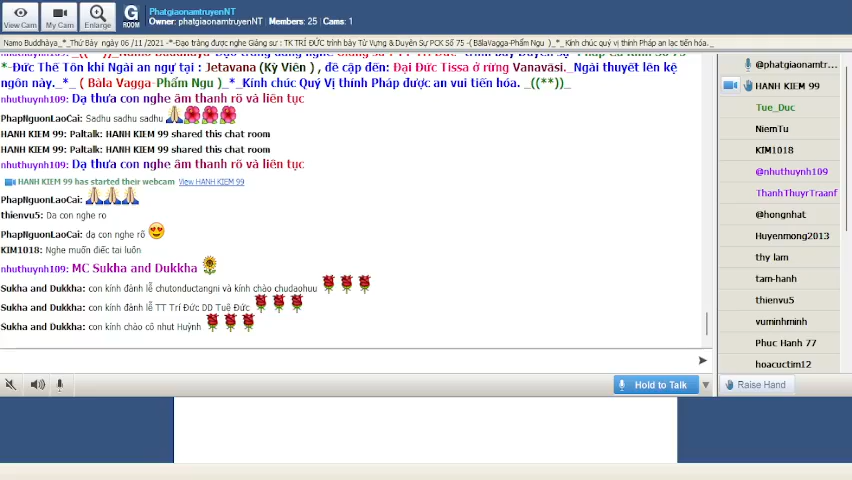 View Cam
My Cam
Enlarge
G
ROOM
PhatgiaonamtruyenNT
Owner: phatgiaonamtruyenNT Members: 25 Cams: 1
Namo Buddhàya_*_Thứ Bảy ngày 06 /11 /2021 -*-Đạo tràng được nghe Giảng sư : TK TRÍ ĐỨC trình bày Từ Vựng & Duyên Sự PCK Số 75 -( BàlaVagga-Phẩm Ngu )_*_ Kính chúc quý vị thính Pháp an lạc tiến hóa. _
*-Đức Thế Tôn khi Ngài an ngự tại : Jetavana (Kỳ Viên ) , đề cập đến: Đại Đức Tissa ở rừng Vanavàsi._Ngài thuyết lên kệ
ngôn này._*_ ( Bàla Vagga-Phẩm Ngu )_*_Kính chúc Quý Vị thính Pháp được an vui tiến hóa. _((**))_
nhuthuynh109: Dạ thưa con nghe âm thanh rõ và liên tục
PhapNguonLaoCai: Sadhu sadhu sadhu
HANH KIEM 99: Paltalk: HANH KIEM 99 shared this chat room
HANH KIEM 99: Paltalk: HANH KIEM 99 shared this chat room
nhuthuynh109: Dạ thưa con nghe âm thanh rõ và liên tục
HANH KIEM 99 has started their webcam View HANH KIEM 99
PhapNguonLaoCai:
thienvu5: Da con nghe ro
PhapNguonLaoCai: dạ con nghe rõ
KIM1018: Nghe muốn điếc tai luôn
nhuthuynh109: MC Sukha and Dukkha
Sukha and Dukkha: con kính đảnh lễ chutonductangni và kính chào chudaohuu
Sukha and Dukkha: con kính đảnh lễ TT Trí Đức DD Tuệ Đức
Sukha and Dukkha: con kính chào cô nhut Huỳnh
@phatgiaonamtr...
HANH KIEM 99
Tue_Duc
NiemTu
KIM1018
@nhuthuynh109
ThanhThuyrTraanf
@hongnhat
Huyenmong2013
thy lam
tam-hanh
thienvu5
vuminhminh
Phuc Hanh 77
hoacuctim12
Hold to Talk
Raise Hand